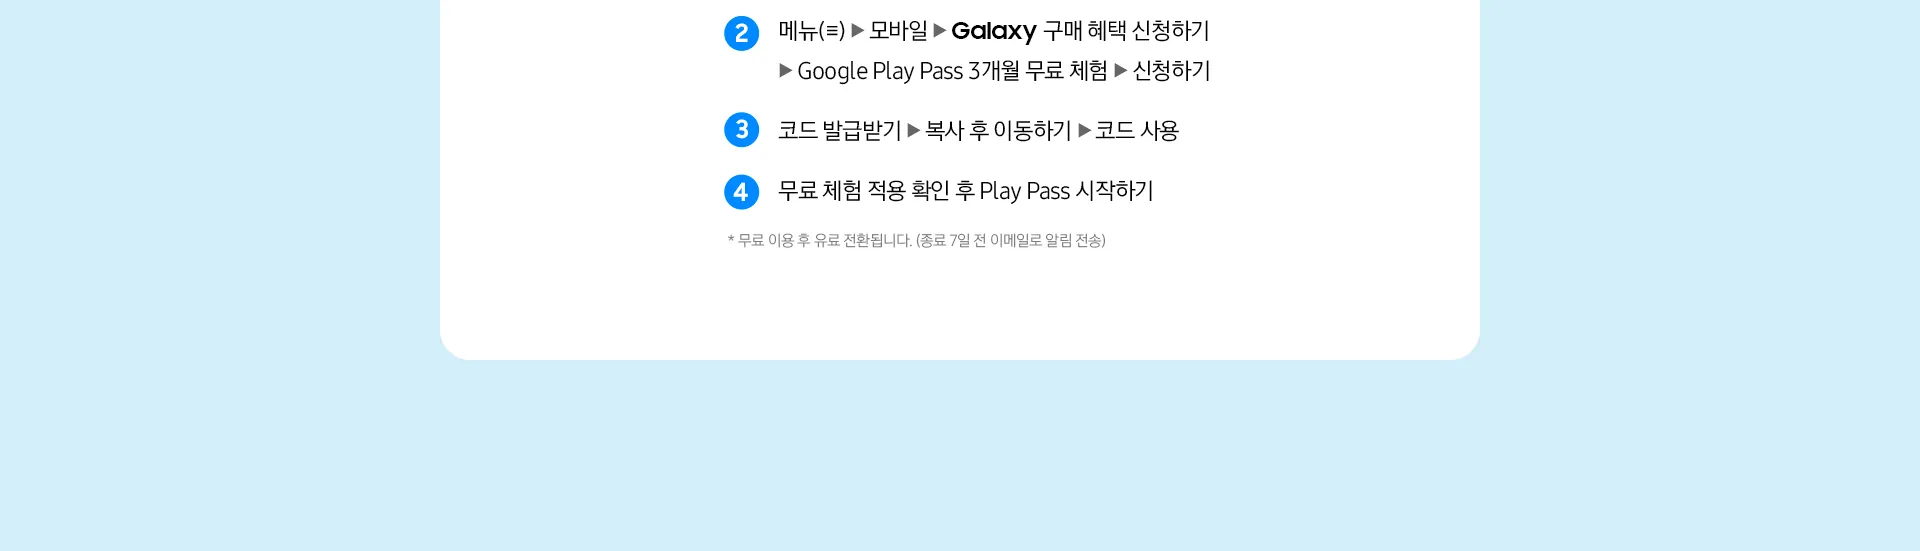 2 메뉴(≡) ▶ 모바일 ▶ Galaxy 구매 혜택 신청하기
▶ Google Play Pass 3개월 무료 체험 ▶ 신청하기
3 코드 발급받기 ▶ 복사 후 이동하기 ▶ 코드 사용
4 무료 체험 적용 확인 후 Play Pass 시작하기
* 무료 이용 후 유료 전환됩니다. (종료 7일 전 이메일로 알림 전송)